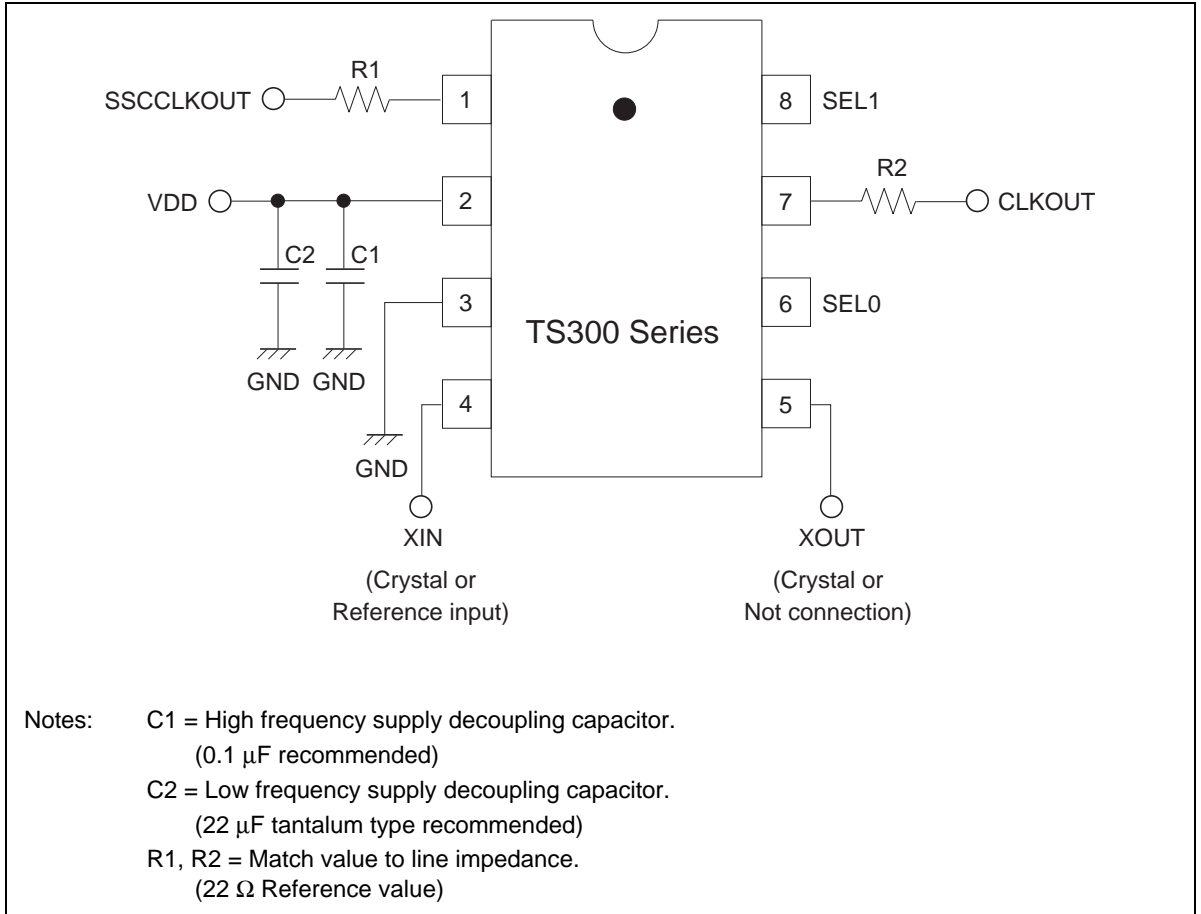 R1
SSCCLKOUT 1 8 SEL1
R2
VDD 2 7 CLKOUT
C2 C1
3 6 SEL0
TS300 Series
GND GND
4 5
GND
XIN XOUT
(Crystal or (Crystal or
Reference input) Not connection)
Notes: C1 = High frequency supply decoupling capacitor.
(0.1 μF recommended)
C2 = Low frequency supply decoupling capacitor.
(22 μF tantalum type recommended)
R1, R2 = Match value to line impedance.
(22 Ω Reference value)